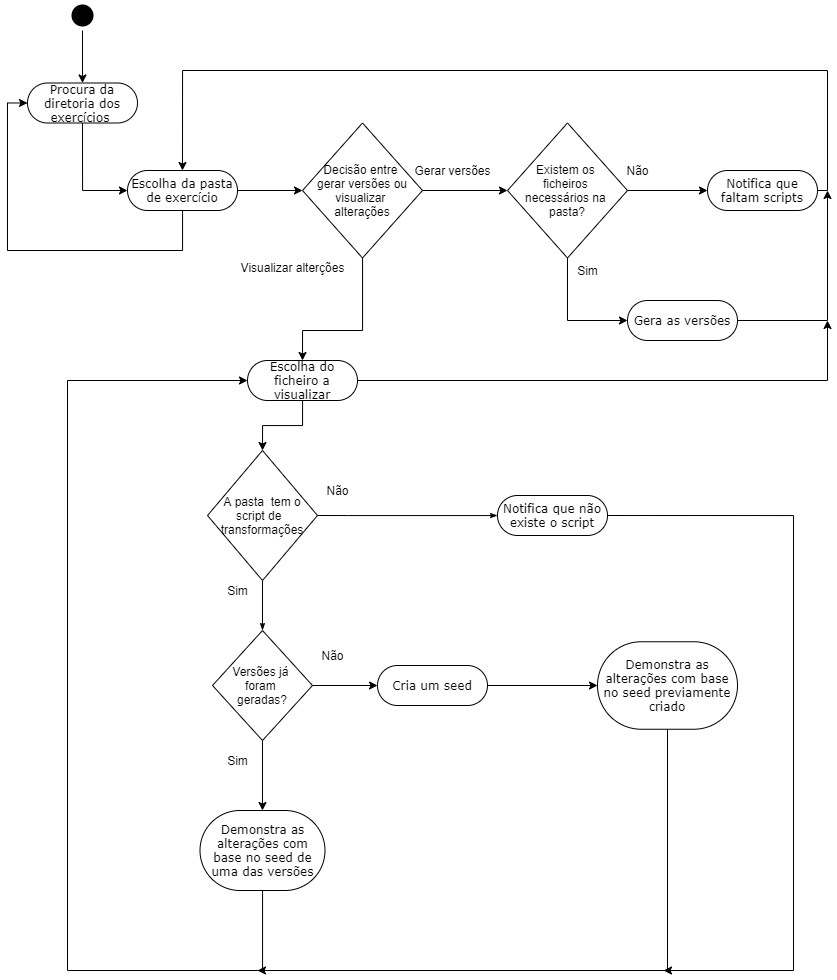 Procura da
diretoria dos
exercícios
Escolha da pasta
de exercício
Decisão entre
gerar versões ou
visualizar
alterações
Gerar versões
Existem os
ficheiros
necessários na
pasta?
Não
Notifica que
faltam scripts
Visualizar alterções
Sim
Gera as versões
Escolha do
ficheiro a
visualizar
A pasta tem o
script de
transformações
Não
Notifica que não
existe o script
Sim
Versões já
foram
geradas?
Não
Cria um seed
Demonstra as
alterações com base
no seed previamente
criado
Sim
Demonstra as
alterações com
base no seed de
uma das versões